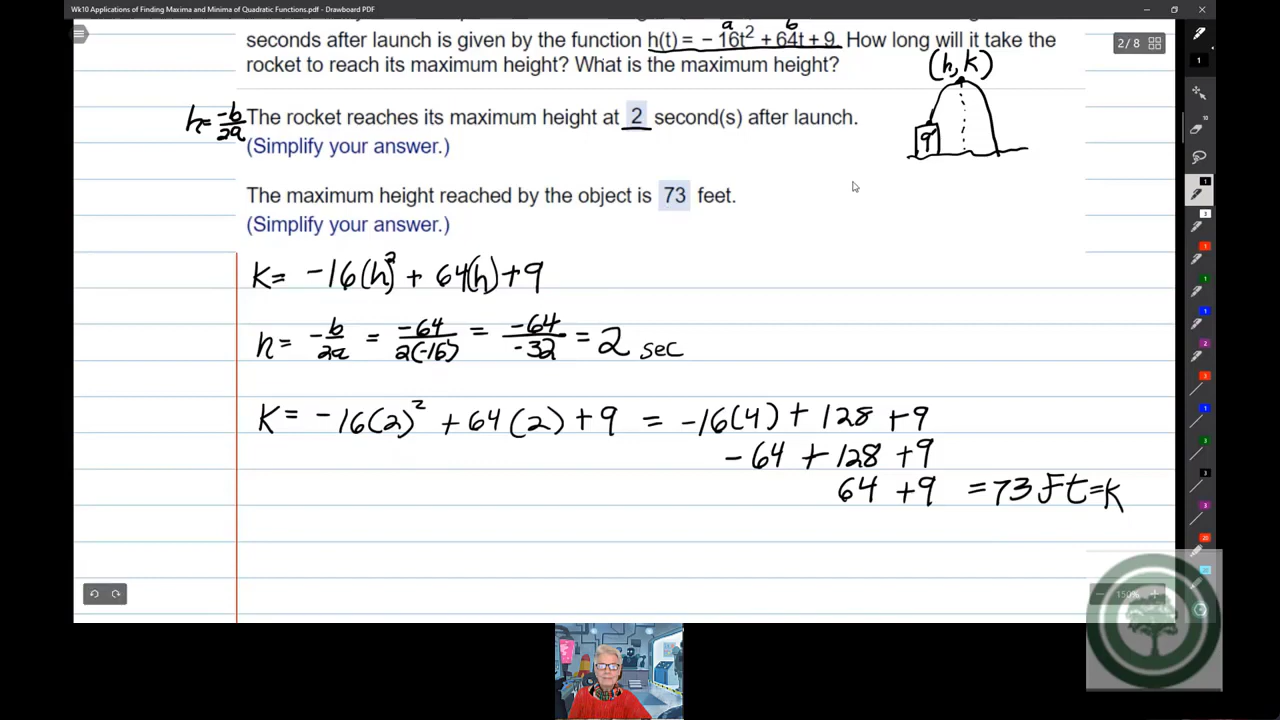 Wk10 Applications of Finding Maxima and Minima of Quadratic Functions.pdf - Drawboard PDF
a b
seconds after launch is given by the function h(t) = − 16t² + 64t + 9. How long will it take the
rocket to reach its maximum height? What is the maximum height?
2/8
(h, k)
h = -b/2a
The rocket reaches its maximum height at 2 second(s) after launch.
(Simplify your answer.)
9
The maximum height reached by the object is 73 feet.
(Simplify your answer.)
K = -16(h)² + 64(h) + 9
h = -b/2a = -64/2(-16) = -64/-32 = 2 sec
K = -16(2)² + 64(2) + 9 = -16(4) + 128 + 9
-64 + 128 + 9
64 + 9 = 73 Ft = K
150%